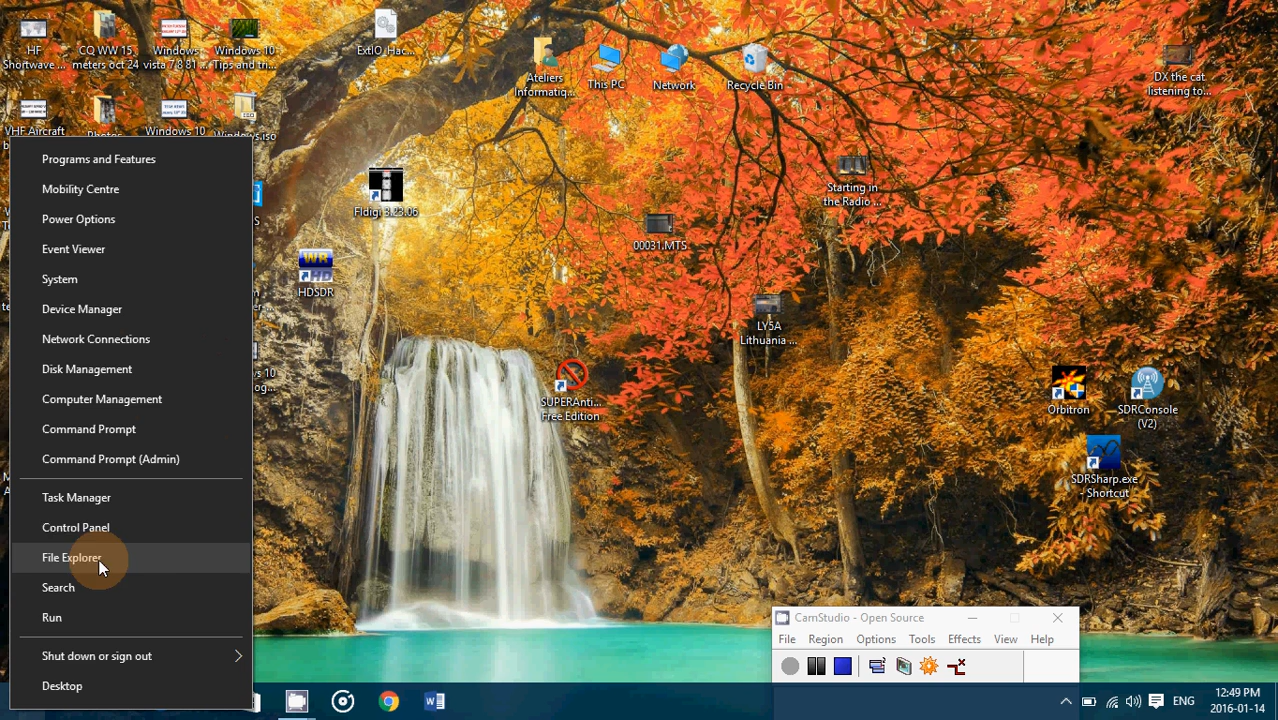 HF
Shortwave ...
CQ WW 15
meters oct 24
Windows
vista 7 8 81...
Windows 10
Tips and tri...
ExtIO_Hac...
Ateliers
Informatiq...
This PC
Network
Recycle Bin
DX the cat
listening to...
VHF Aircraft
Photos
Windows 10
Windows.iso
Programs and Features
Mobility Centre
Power Options
Event Viewer
System
Device Manager
Network Connections
Disk Management
Computer Management
Command Prompt
Command Prompt (Admin)
Task Manager
Control Panel
File Explorer
Search
Run
Shut down or sign out
Desktop
Fldigi 3.23.06
WR
HD
HDSDR
00031.MTS
Starting in
the Radio ...
LY5A
Lithuania ...
SUPERAnti...
Free Edition
Orbitron
SDRConsole
(V2)
SDRSharp.exe
- Shortcut
CamStudio - Open Source
File Region Options Tools Effects View Help
ENG
12:49 PM
2016-01-14